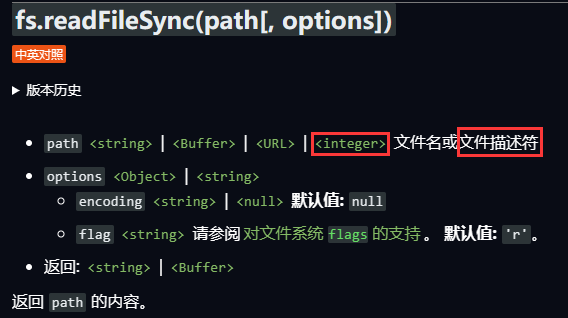 fs.readFileSync(path[, options])
中英对照
版本历史
path <string> | <Buffer> | <URL> | <integer> 文件名或文件描述符
options <Object> | <string>
encoding <string> | <null> 默认值: null
flag <string> 请参阅 对文件系统 flags 的支持。 默认值: 'r'。
返回: <string> | <Buffer>
返回 path 的内容。